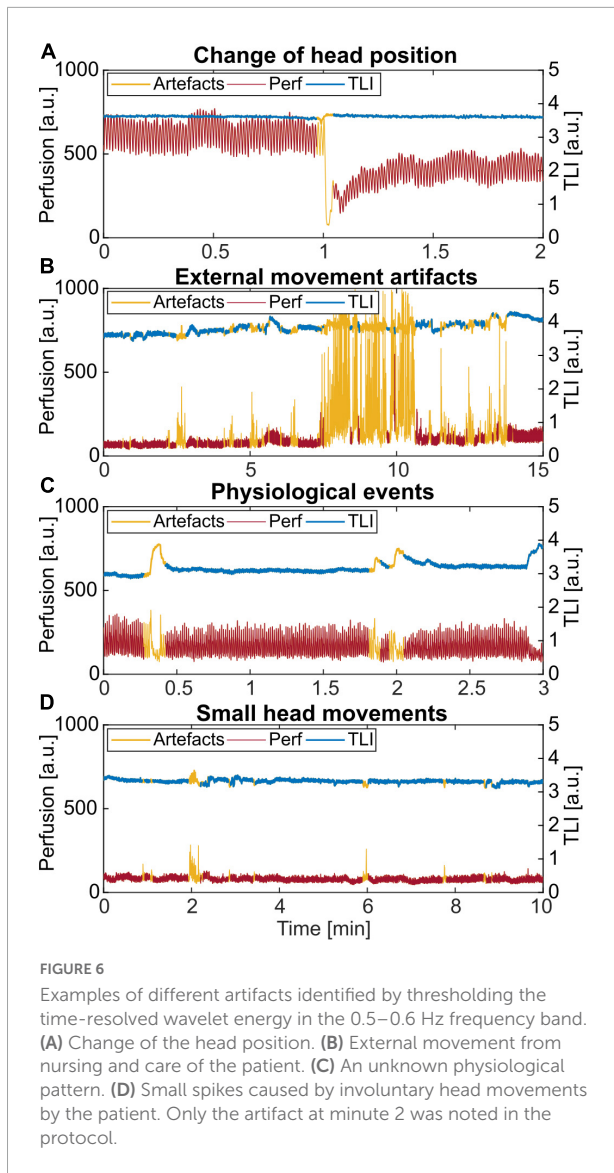 A
Change of head position
Artefacts Perf TLI
Perfusion [a.u.]
TLI [a.u.]
1000
500
0
5
4
3
2
1
0
0 0.5 1 1.5 2
B
External movement artifacts
Artefacts Perf TLI
Perfusion [a.u.]
TLI [a.u.]
1000
500
0
5
4
3
2
1
0
0 5 10 15
C
Physiological events
Artefacts Perf TLI
Perfusion [a.u.]
TLI [a.u.]
1000
500
0
5
4
3
2
1
0
0 0.5 1 1.5 2 2.5 3
D
Small head movements
Artefacts Perf TLI
Perfusion [a.u.]
TLI [a.u.]
1000
500
0
5
4
3
2
1
0
0 2 4 6 8 10
Time [min]
FIGURE 6
Examples of different artifacts identified by thresholding the
time-resolved wavelet energy in the 0.5–0.6 Hz frequency band.
(A) Change of the head position. (B) External movement from
nursing and care of the patient. (C) An unknown physiological
pattern. (D) Small spikes caused by involuntary head movements
by the patient. Only the artifact at minute 2 was noted in the
protocol.